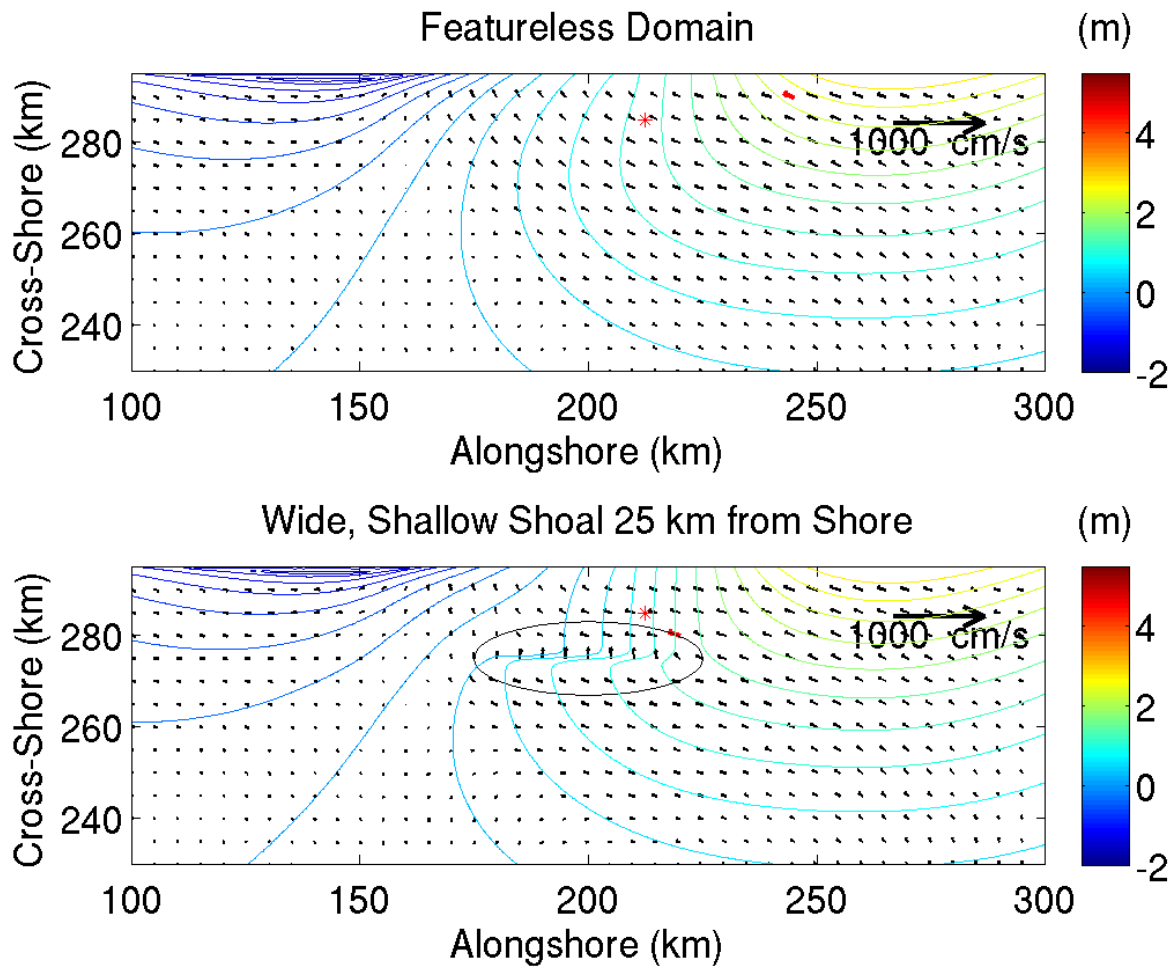 Featureless Domain (m)
Cross-Shore (km)
280
260
240
1000 cm/s
4
2
0
-2
100 150 200 250 300
Alongshore (km)
Wide, Shallow Shoal 25 km from Shore (m)
Cross-Shore (km)
280
260
240
1000 cm/s
4
2
0
-2
100 150 200 250 300
Alongshore (km)